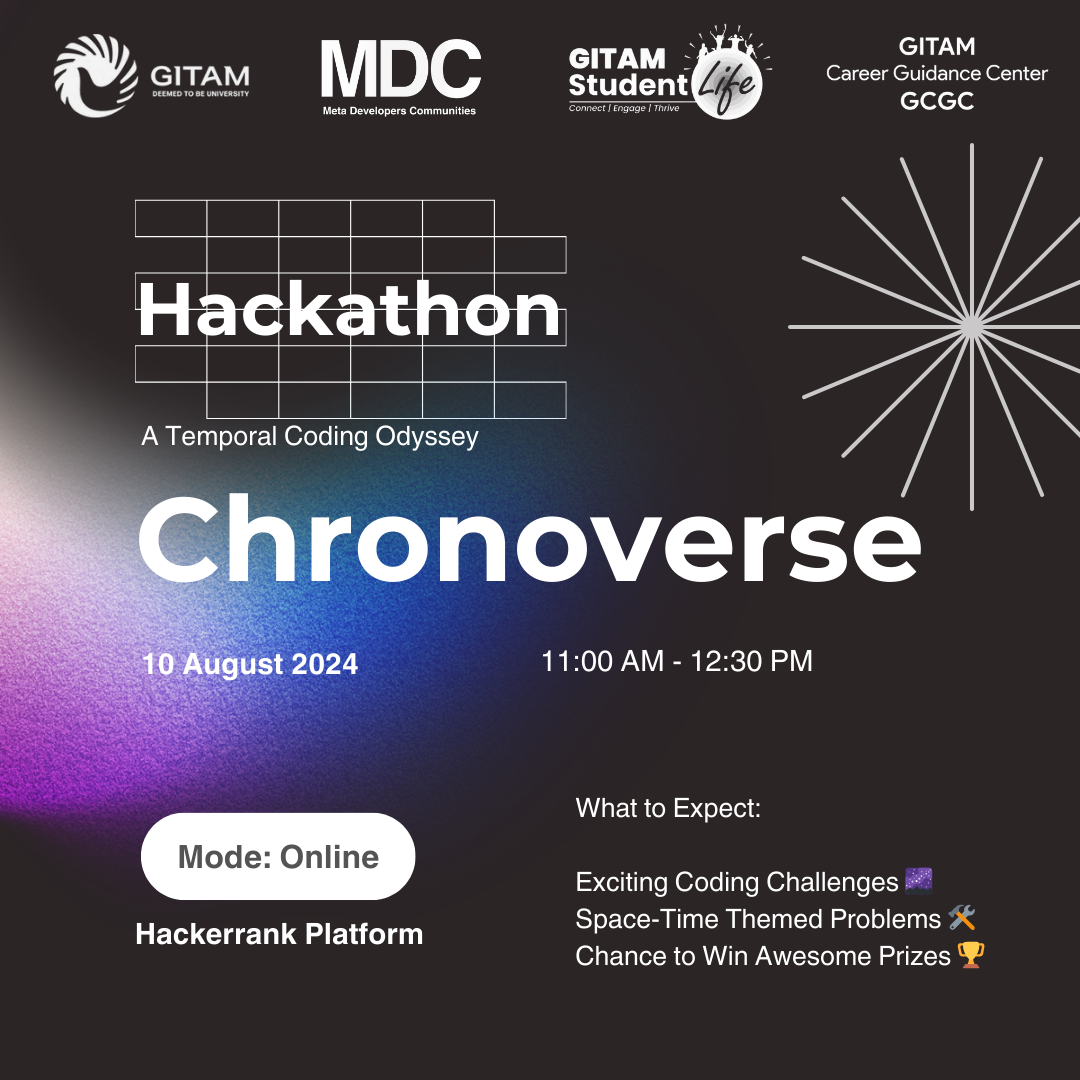 GITAM
DEEMED TO BE UNIVERSITY
MDC
Meta Developers Communities
GITAM
Student Life
Connect | Engage | Thrive
GITAM
Career Guidance Center
GCGC
Hackathon
A Temporal Coding Odyssey
Chronoverse
10 August 2024
11:00 AM - 12:30 PM
Mode: Online
Hackerrank Platform
What to Expect:
Exciting Coding Challenges 🌌
Space-Time Themed Problems 🛠️
Chance to Win Awesome Prizes 🏆